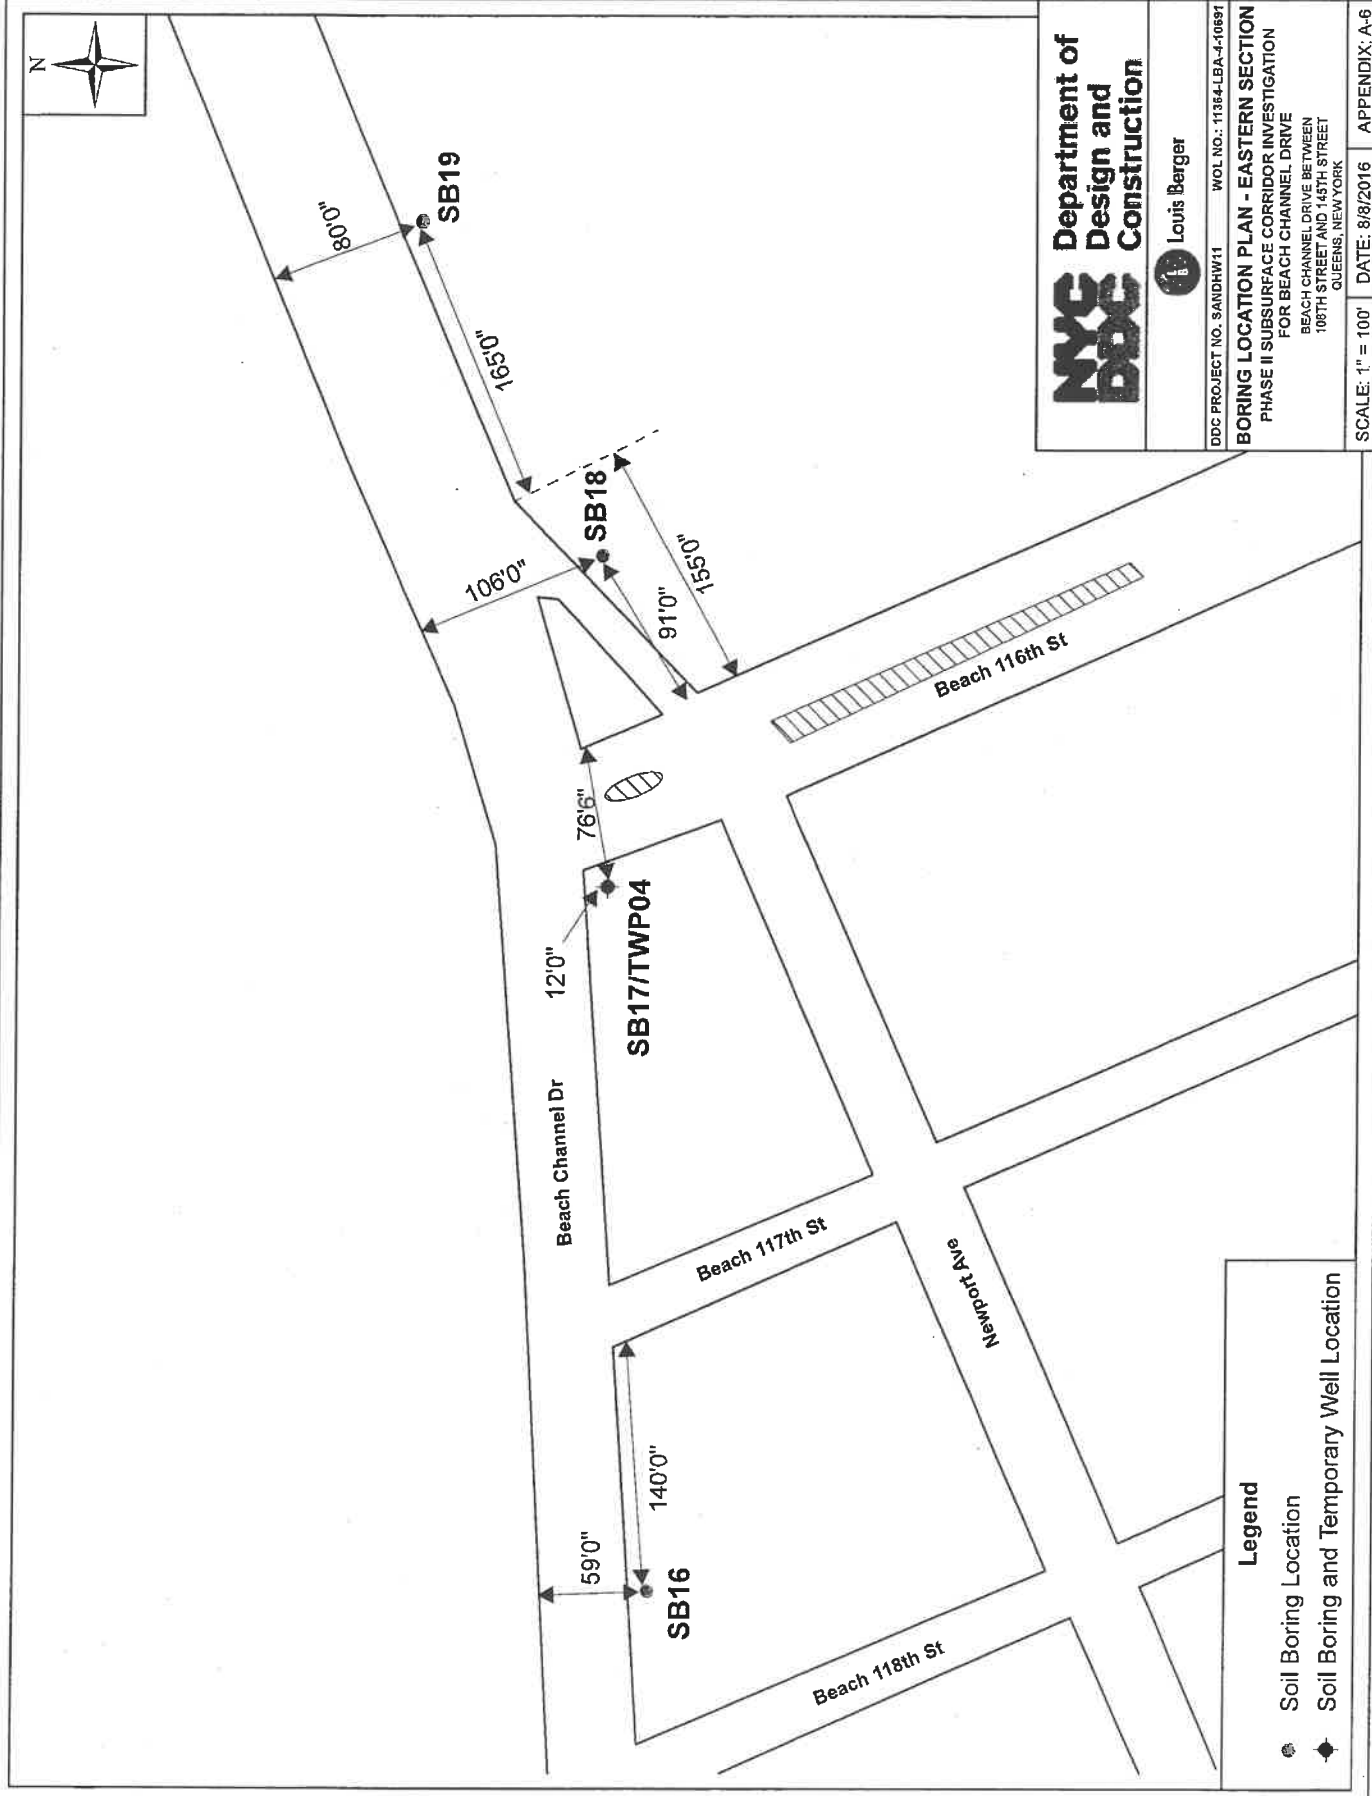 N
80'0"
SB19
165'0"
106'0"
SB18
155'0"
91'0"
76'6"
12'0"
SB17/TWP04
Beach Channel Dr
Beach 116th St
Beach 117th St
Newport Ave
140'0"
59'0"
SB16
Beach 118th St
Legend
Soil Boring Location
Soil Boring and Temporary Well Location
NYC
DDC
Department of
Design and
Construction
LB
Louis Berger
DDC PROJECT NO. SANDHW11 WOL NO.: 11364-LBA-4-10691
BORING LOCATION PLAN - EASTERN SECTION
PHASE II SUBSURFACE CORRIDOR INVESTIGATION
FOR BEACH CHANNEL DRIVE
BEACH CHANNEL DRIVE BETWEEN
108TH STREET AND 145TH STREET
QUEENS, NEW YORK
SCALE: 1" = 100' DATE: 8/8/2016 APPENDIX: A-6